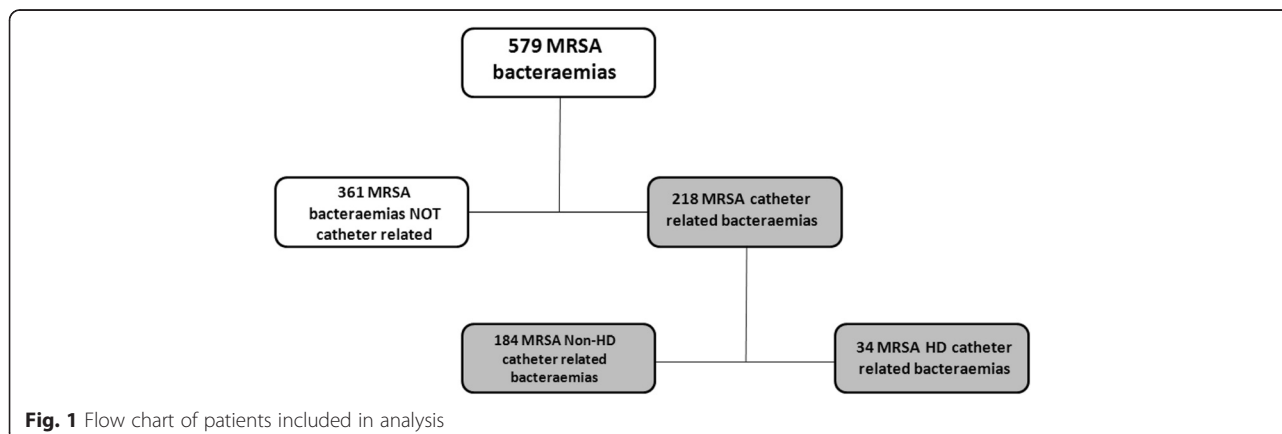 579 MRSA
bacteraemias
361 MRSA
bacteraemias NOT
catheter related
218 MRSA catheter
related bacteraemias
184 MRSA Non-HD
catheter related
bacteraemias
34 MRSA HD catheter
related bacteraemias
Fig. 1 Flow chart of patients included in analysis